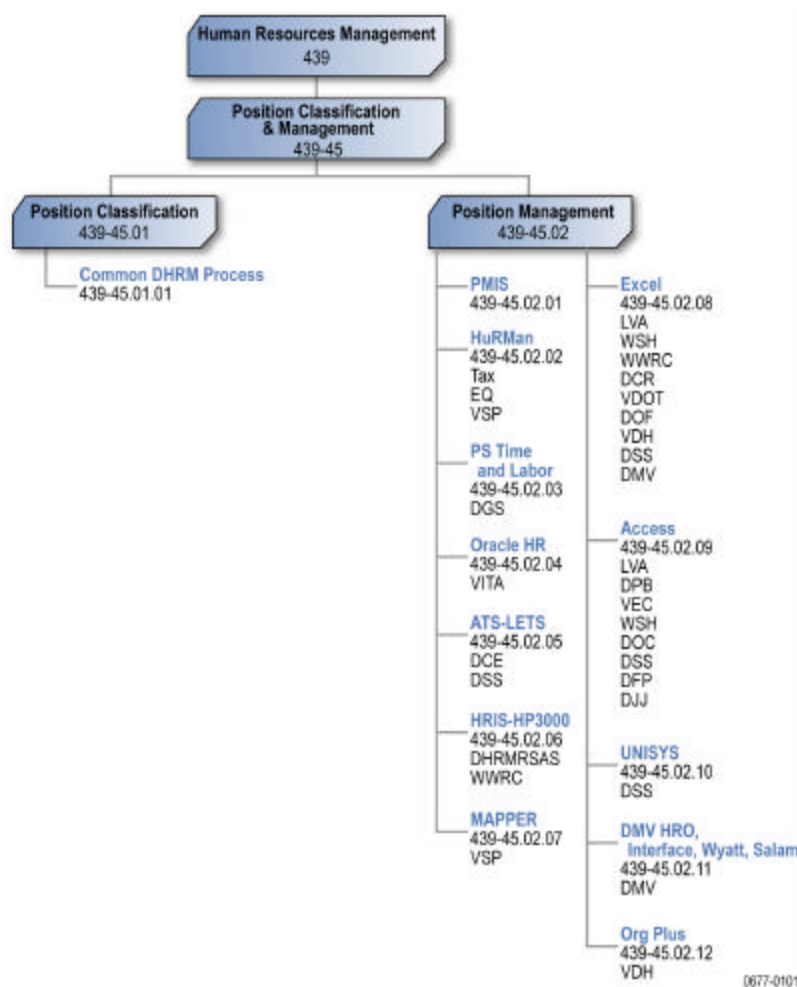 Human Resources Management
439
Position Classification
& Management
439-45
Position Classification
439-45.01
Common DHRM Process
439-45.01.01
Position Management
439-45.02
PMIS
439-45.02.01
HuRMan
439-45.02.02
Tax
EQ
VSP
PS Time
and Labor
439-45.02.03
DGS
Oracle HR
439-45.02.04
VITA
ATS-LETS
439-45.02.05
DCE
DSS
HRIS-HP3000
439-45.02.06
DHRMRSAS
WWRC
MAPPER
439-45.02.07
VSP
Excel
439-45.02.08
LVA
WSH
WWRC
DCR
VDOT
DOF
VDH
DSS
DMV
Access
439-45.02.09
LVA
DPB
VEC
WSH
DOC
DSS
DFP
DJJ
UNISYS
439-45.02.10
DSS
DMV HRO,
Interface, Wyatt, Salam
439-45.02.11
DMV
Org Plus
439-45.02.12
VDH
0677-0101